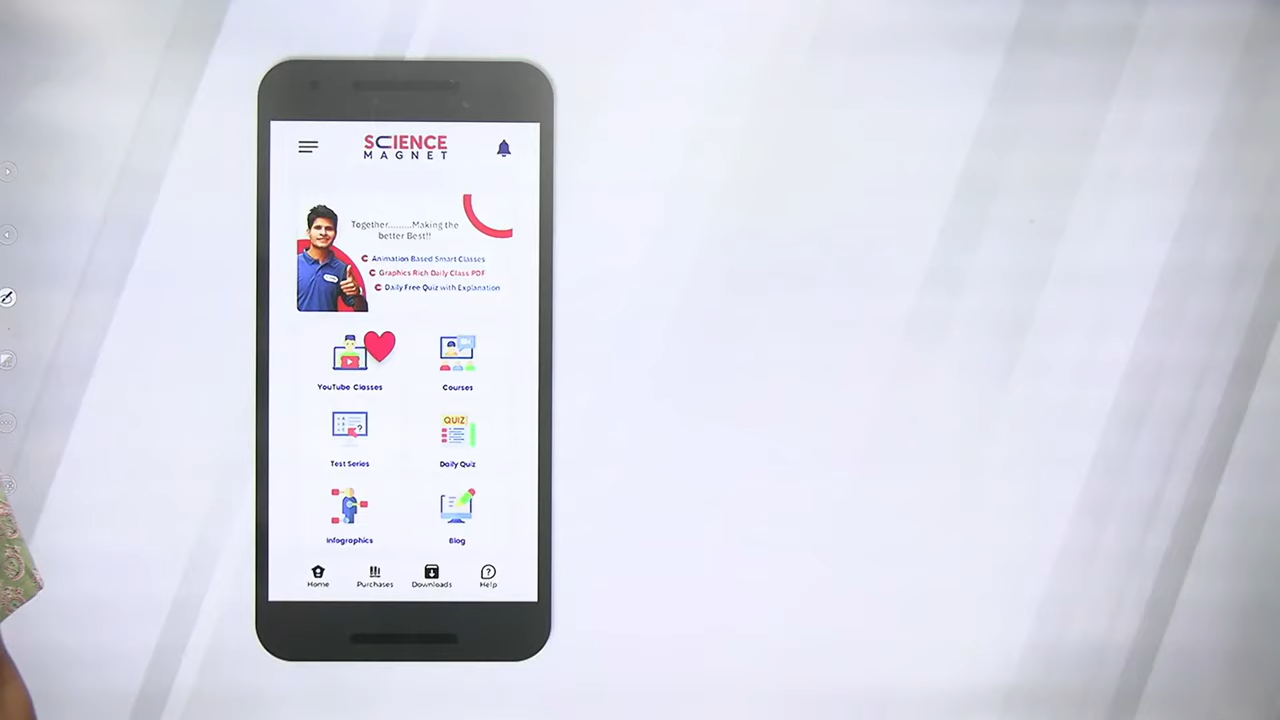 SCIENCE
MAGNET
Together.........Making the
better Best!!
Animation Based Smart Classes
Graphics Rich Daily Class PDF
Daily Free Quiz with Explanation
YouTube Classes
Courses
?
Test Series
QUIZ
Daily Quiz
Infographics
Blog
Home
Purchases
Downloads
?
Help